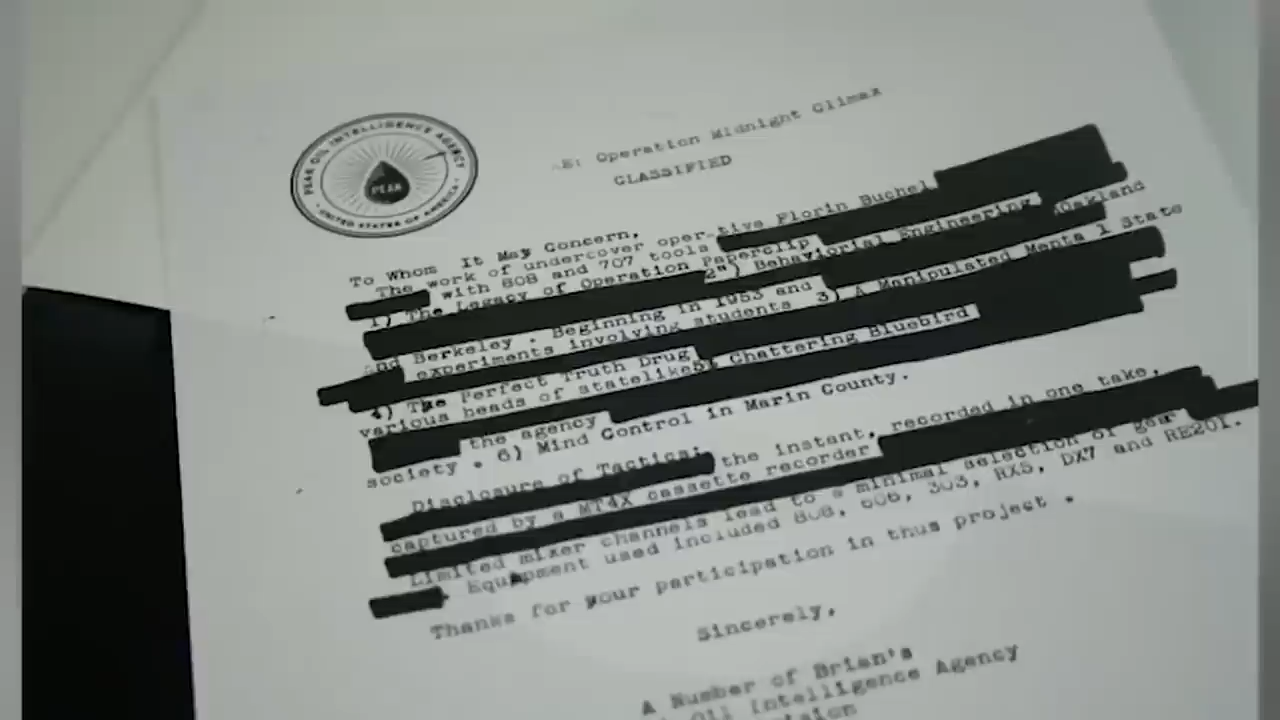 PEAK OIL INTELLIGENCE AGENCY
PEAK
UNITED STATES OF AMERICA
E: Operation Midnight Climax
CLASSIFIED
To Whom It May Concern,
The work of undercover operative Florin Buchel
with 808 and 707 tools
1) The Legacy of Operation Paperclip 2") Behaviorial Engineering Oakland
and Berkeley . Beginning in 1953 and
experiments involving students 3) A Manipulated Menta l State
4) The Perfect Truth Drug
various heads of statelike5) Chattering Bluebird
the agency
society . 6) Mind Control in Marin County.
Disclosure of Tactics: the instant, recorded in one take,
captured by a MT4X cassette recorder
Limited mixer channels lead to a minimal selection of gear
Equipment used included 808, 606, 303, RX5, DX7 and RE201.
Thanks for your participation in thus project .
Sincerely,
A Number of Brian's
Oil Intelligence Agency